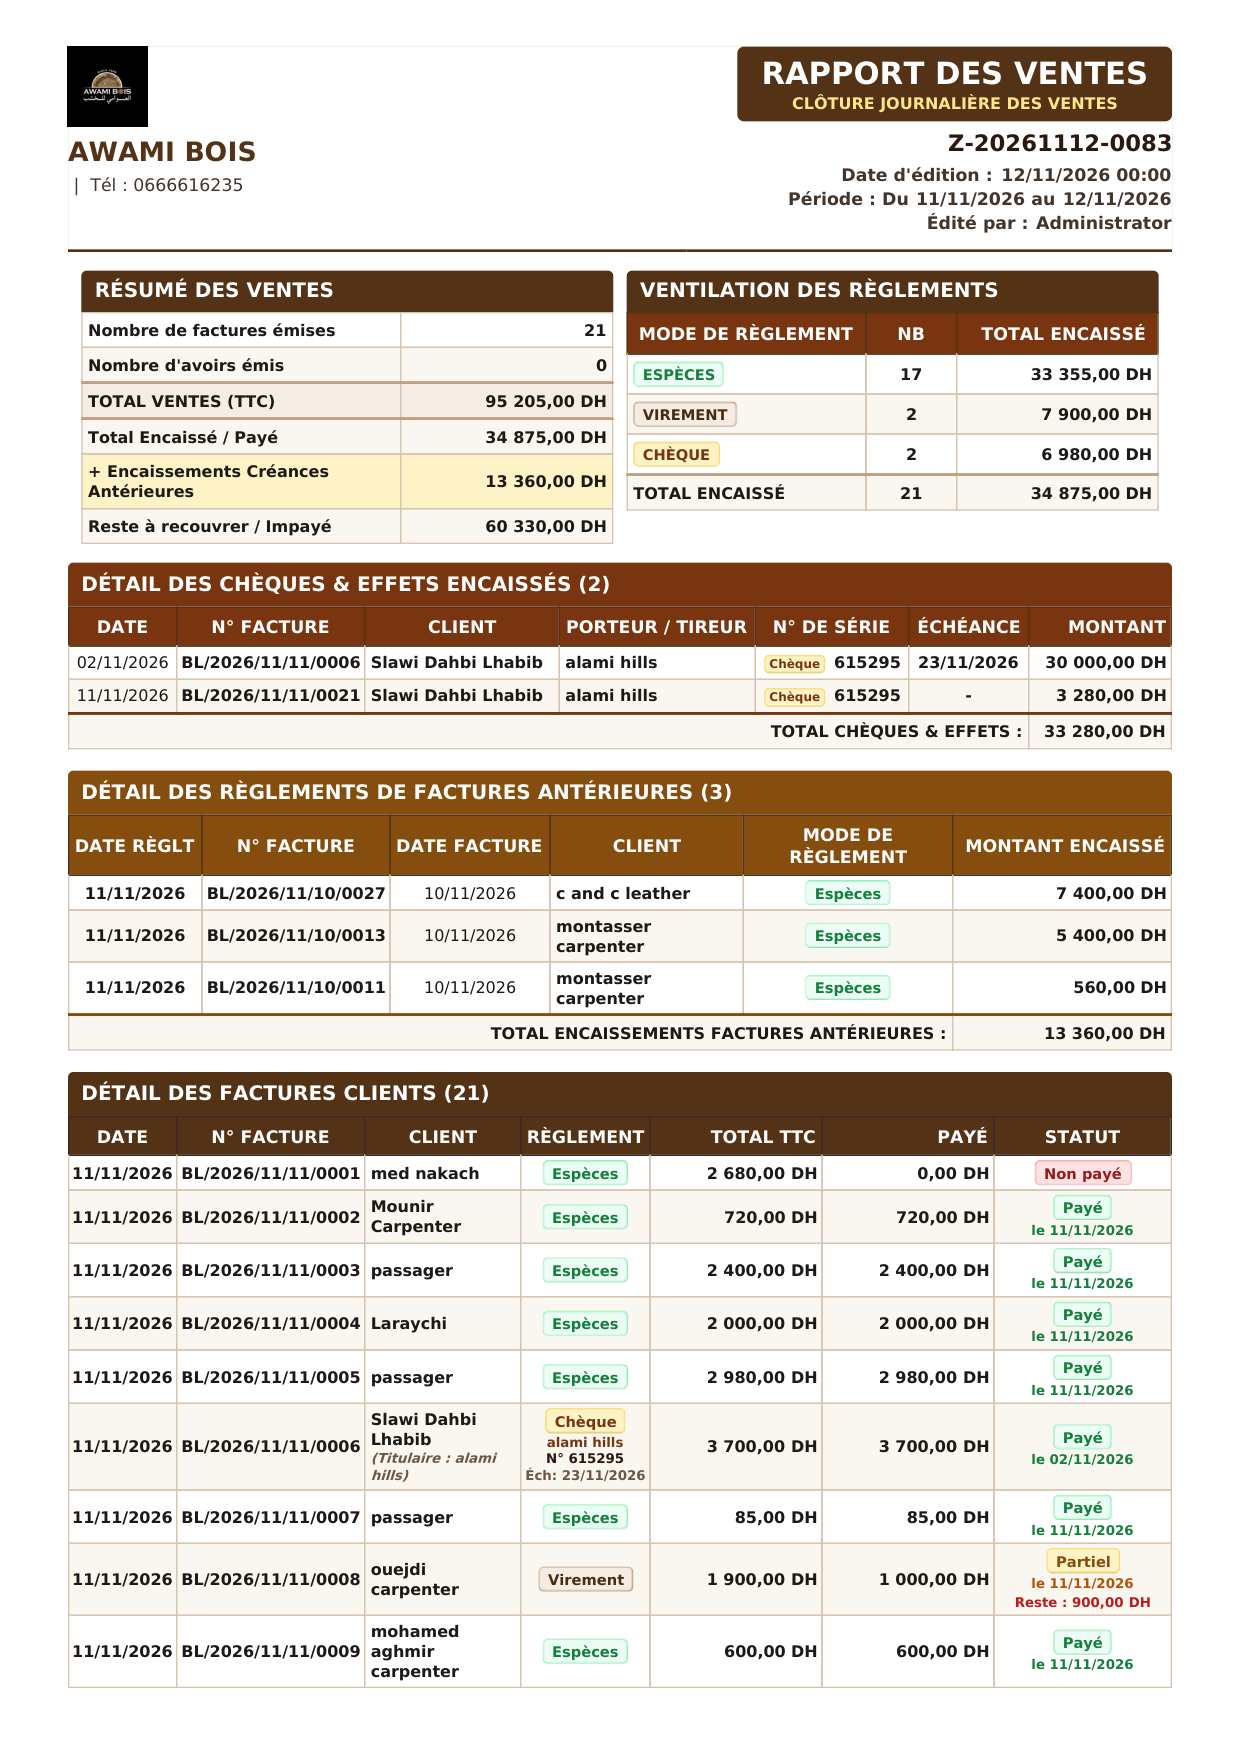 AWAMI BOIS
العوامي للخشب
AWAMI BOIS
| Tél : 0666616235
RAPPORT DES VENTES
CLÔTURE JOURNALIÈRE DES VENTES
Z-20261112-0083
Date d'édition : 12/11/2026 00:00
Période : Du 11/11/2026 au 12/11/2026
Édité par : Administrator
RÉSUMÉ DES VENTES
Nombre de factures émises 21
Nombre d'avoirs émis 0
TOTAL VENTES (TTC) 95 205,00 DH
Total Encaissé / Payé 34 875,00 DH
+ Encaissements Créances
Antérieures 13 360,00 DH
Reste à recouvrer / Impayé 60 330,00 DH
VENTILATION DES RÈGLEMENTS
MODE DE RÈGLEMENT NB TOTAL ENCAISSÉ
ESPÈCES 17 33 355,00 DH
VIREMENT 2 7 900,00 DH
CHÈQUE 2 6 980,00 DH
TOTAL ENCAISSÉ 21 34 875,00 DH
DÉTAIL DES CHÈQUES & EFFETS ENCAISSÉS (2)
DATE N° FACTURE CLIENT PORTEUR / TIREUR N° DE SÉRIE ÉCHÉANCE MONTANT
02/11/2026 BL/2026/11/11/0006 Slawi Dahbi Lhabib alami hills Chèque 615295 23/11/2026 30 000,00 DH
11/11/2026 BL/2026/11/11/0021 Slawi Dahbi Lhabib alami hills Chèque 615295 - 3 280,00 DH
TOTAL CHÈQUES & EFFETS : 33 280,00 DH
DÉTAIL DES RÈGLEMENTS DE FACTURES ANTÉRIEURES (3)
DATE RÈGLT N° FACTURE DATE FACTURE CLIENT MODE DE RÈGLEMENT MONTANT ENCAISSÉ
11/11/2026 BL/2026/11/10/0027 10/11/2026 c and c leather Espèces 7 400,00 DH
11/11/2026 BL/2026/11/10/0013 10/11/2026 montasser carpenter Espèces 5 400,00 DH
11/11/2026 BL/2026/11/10/0011 10/11/2026 montasser carpenter Espèces 560,00 DH
TOTAL ENCAISSEMENTS FACTURES ANTÉRIEURES : 13 360,00 DH
DÉTAIL DES FACTURES CLIENTS (21)
DATE N° FACTURE CLIENT RÈGLEMENT TOTAL TTC PAYÉ STATUT
11/11/2026 BL/2026/11/11/0001 med nakach Espèces 2 680,00 DH 0,00 DH Non payé
11/11/2026 BL/2026/11/11/0002 Mounir Carpenter Espèces 720,00 DH 720,00 DH Payé le 11/11/2026
11/11/2026 BL/2026/11/11/0003 passager Espèces 2 400,00 DH 2 400,00 DH Payé le 11/11/2026
11/11/2026 BL/2026/11/11/0004 Laraychi Espèces 2 000,00 DH 2 000,00 DH Payé le 11/11/2026
11/11/2026 BL/2026/11/11/0005 passager Espèces 2 980,00 DH 2 980,00 DH Payé le 11/11/2026
11/11/2026 BL/2026/11/11/0006 Slawi Dahbi Lhabib (Titulaire : alami hills) Chèque alami hills N° 615295 Éch: 23/11/2026 3 700,00 DH 3 700,00 DH Payé le 02/11/2026
11/11/2026 BL/2026/11/11/0007 passager Espèces 85,00 DH 85,00 DH Payé le 11/11/2026
11/11/2026 BL/2026/11/11/0008 ouejdi carpenter Virement 1 900,00 DH 1 000,00 DH Partiel le 11/11/2026 Reste : 900,00 DH
11/11/2026 BL/2026/11/11/0009 mohamed aghmir carpenter Espèces 600,00 DH 600,00 DH Payé le 11/11/2026